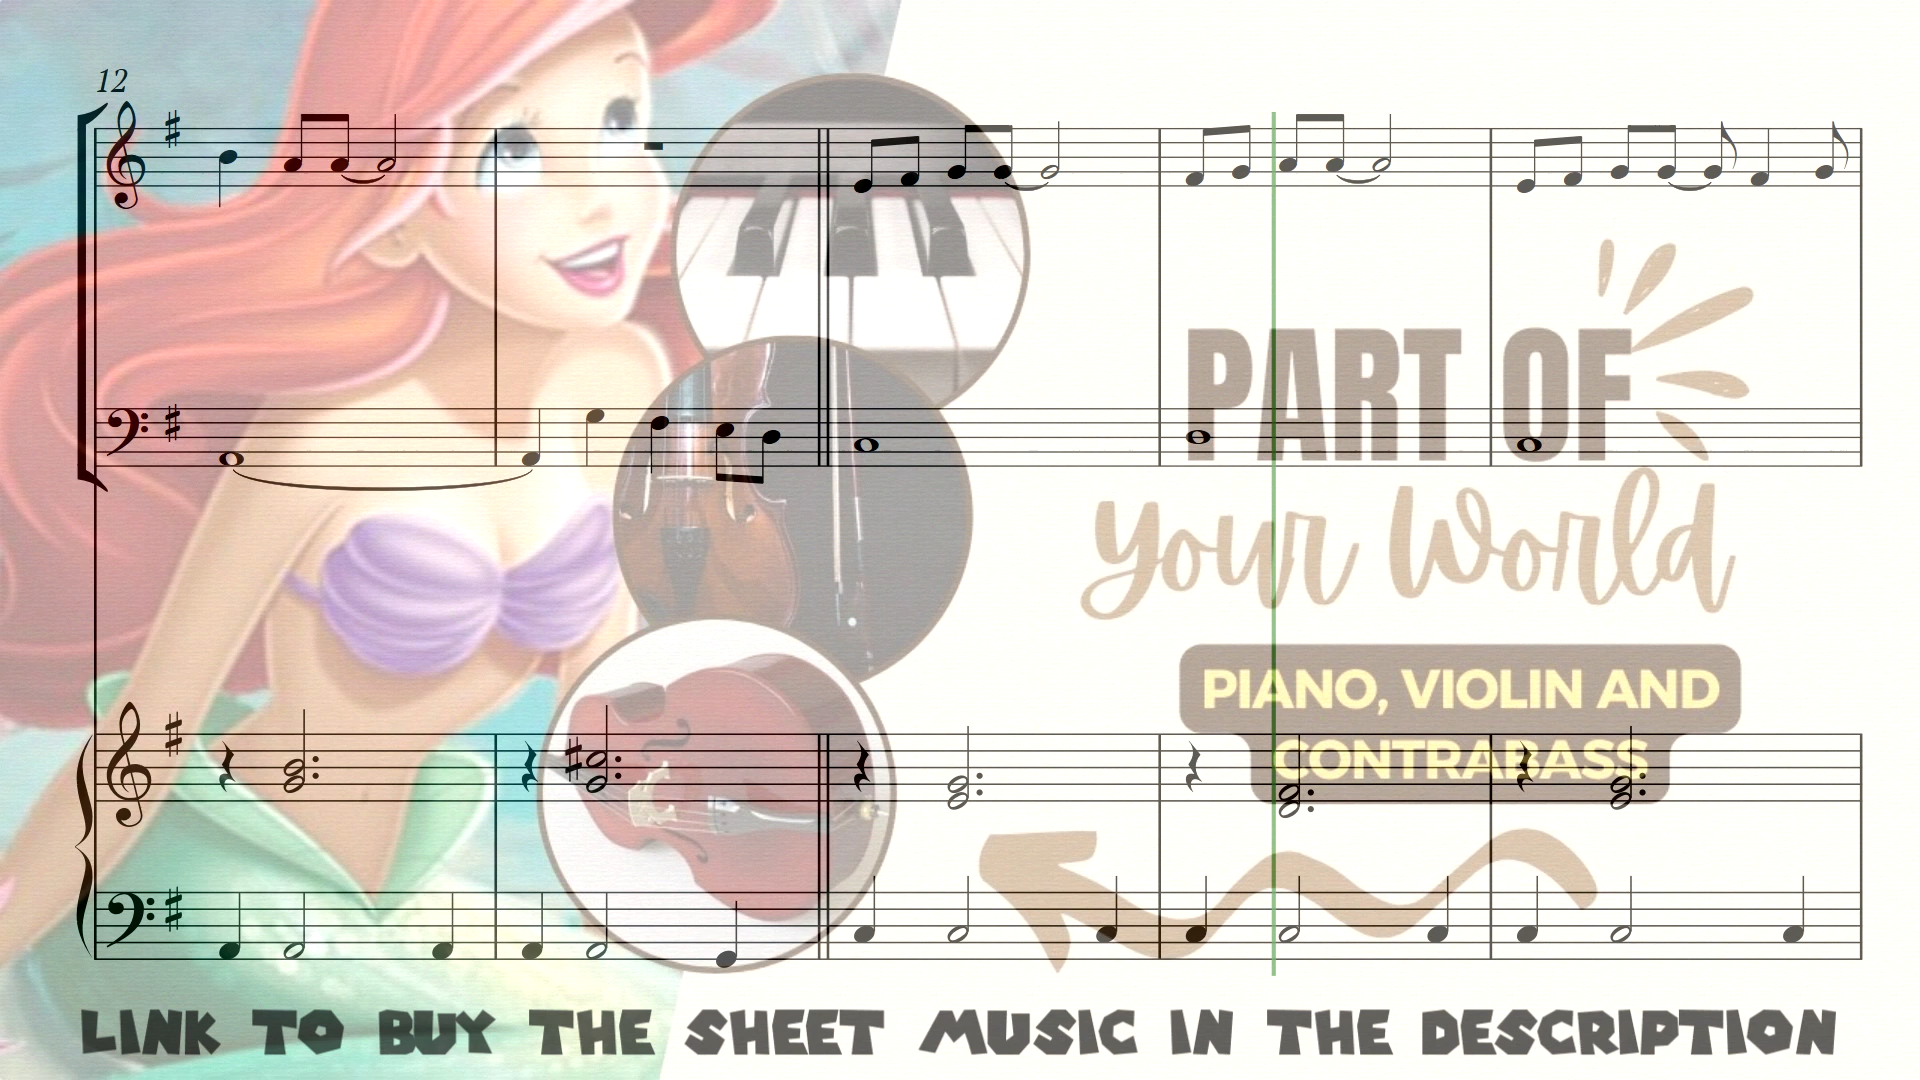 12
PART OF
your World
PIANO, VIOLIN AND
CONTRABASS
LINK TO BUY THE SHEET MUSIC IN THE DESCRIPTION